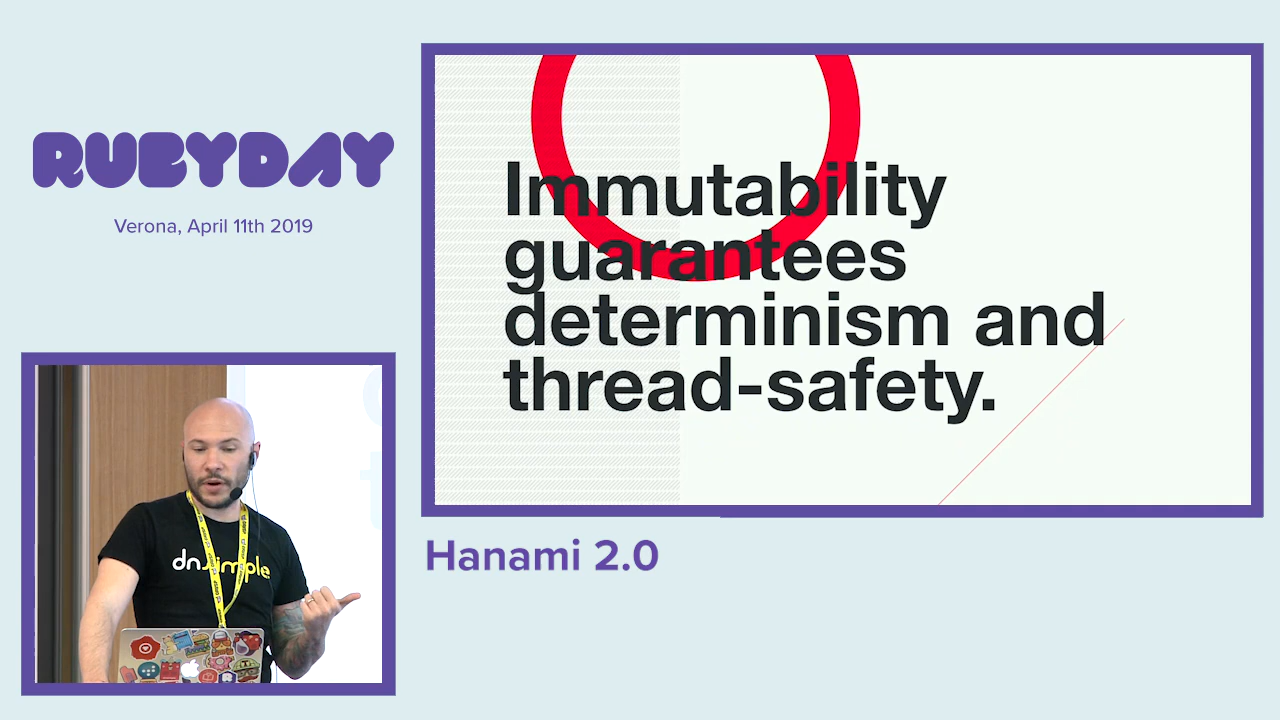 RUBYDAY
Verona, April 11th 2019
Immutability
guarantees
determinism and
thread-safety.
dnsimple
Hanami 2.0